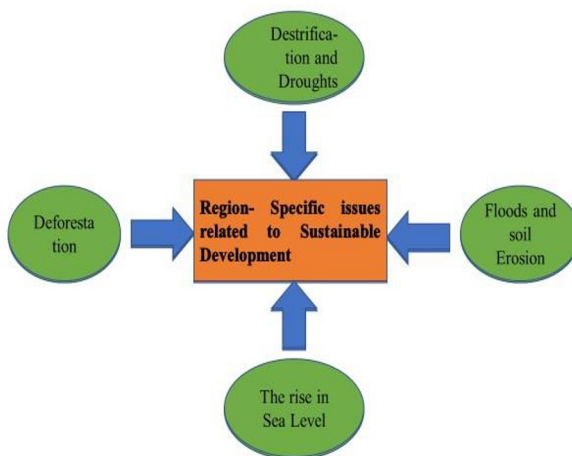 Destrifica-
tion and
Droughts
Deforesta
tion
Region- Specific issues
related to Sustainable
Development
Floods and
soil
Erosion
The rise in
Sea Level